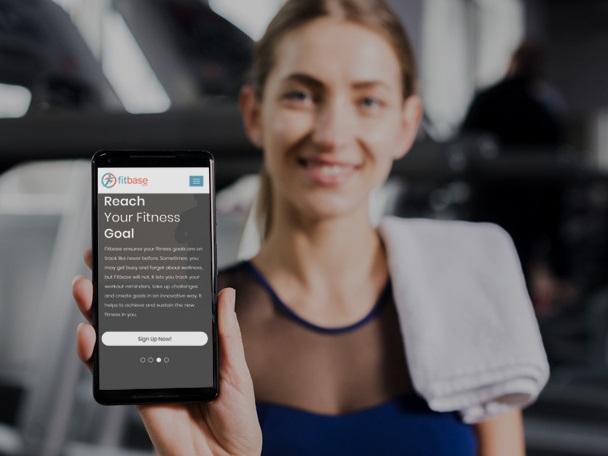 fitbase
Reach
Your Fitness
Goal
Fitbase ensures your fitness goals are on
track like never before. Sometimes, you
may get busy and forget about wellness,
but Fitbase will not. It lets you track your
workout reminders, take up challenges
and create goals in an innovative way. It
helps to achieve and sustain the new
fitness in you.
Sign Up Now!